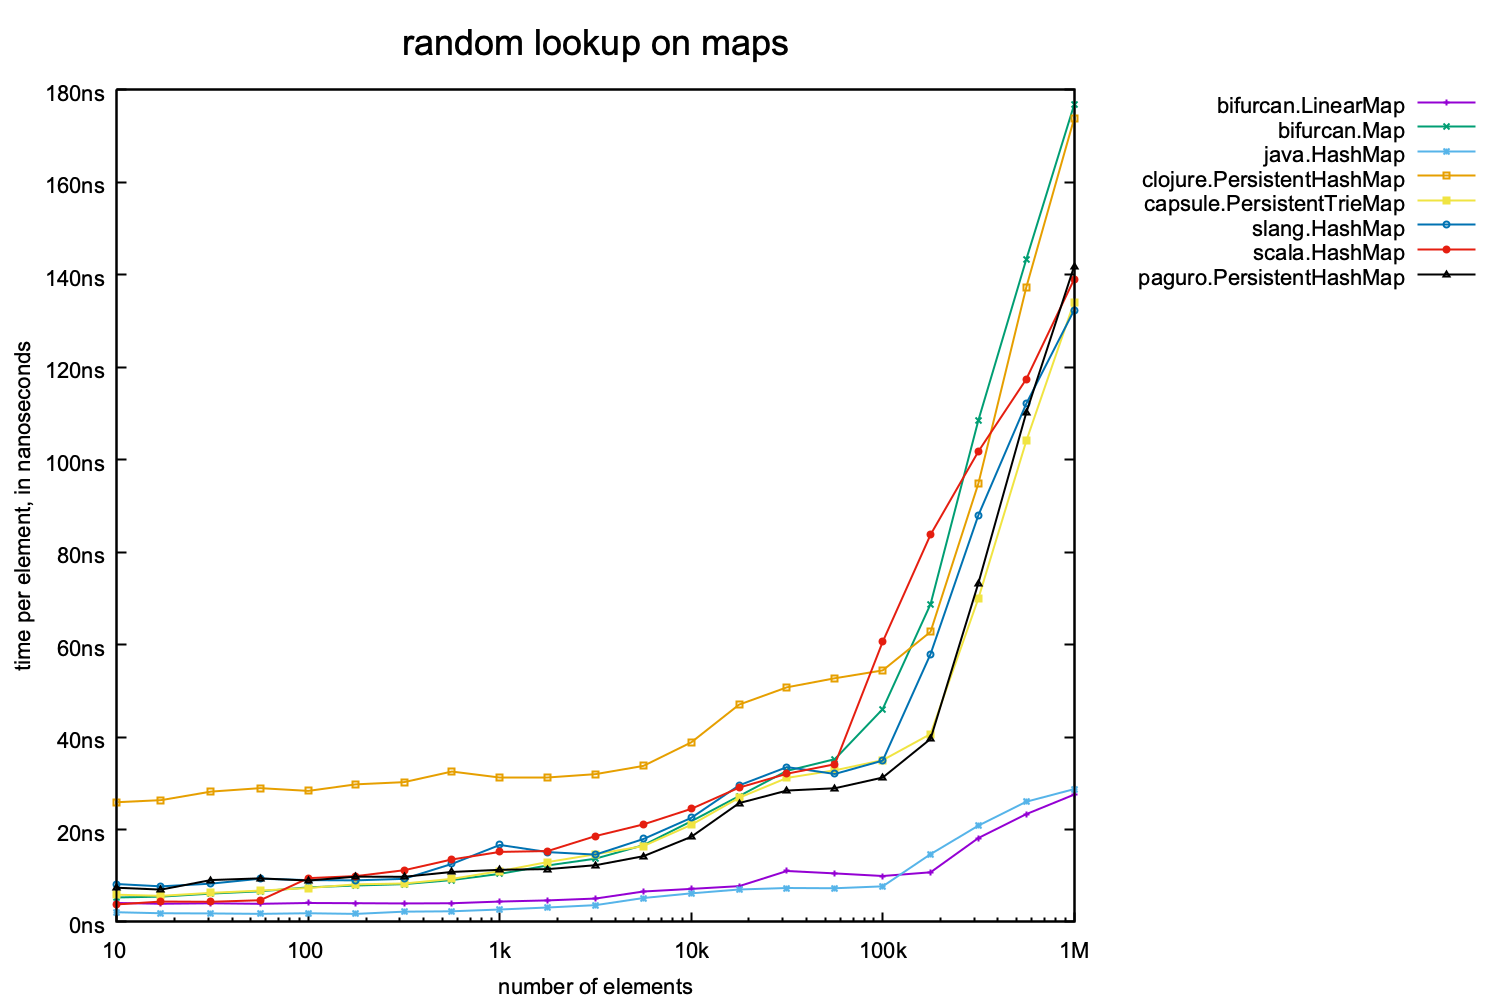 random lookup on maps
180ns
160ns
140ns
120ns
100ns
80ns
60ns
40ns
20ns
0ns
time per element, in nanoseconds
10
100
1k
10k
100k
1M
number of elements
bifurcan.LinearMap
bifurcan.Map
java.HashMap
clojure.PersistentHashMap
capsule.PersistentTrieMap
slang.HashMap
scala.HashMap
paguro.PersistentHashMap